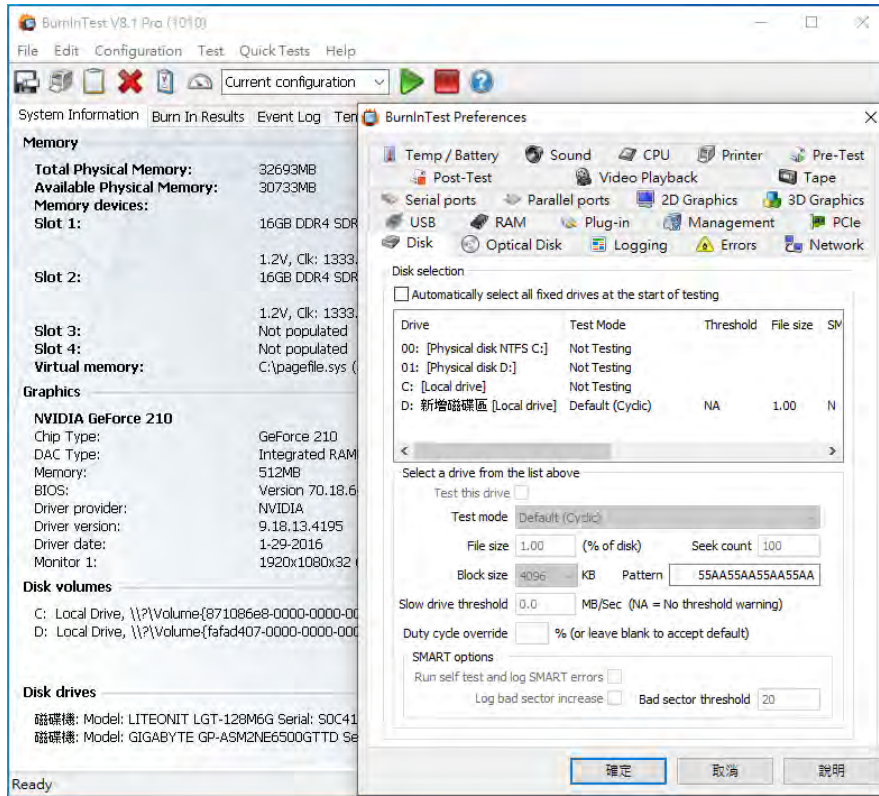 BurnInTest V8.1 Pro (1010)
File Edit Configuration Test Quick Tests Help
Current configuration
System Information Burn In Results Event Log Ten
Memory
Total Physical Memory: 32693MB
Available Physical Memory: 30733MB
Memory devices:
Slot 1: 16GB DDR4 SDR
1.2V, Clk: 1333.
Slot 2: 16GB DDR4 SDR
1.2V, Clk: 1333.
Slot 3: Not populated
Slot 4: Not populated
Virtual memory: C:\pagefile.sys (
Graphics
NVIDIA GeForce 210
Chip Type: GeForce 210
DAC Type: Integrated RAM
Memory: 512MB
BIOS: Version 70.18.6
Driver provider: NVIDIA
Driver version: 9.18.13.4195
Driver date: 1-29-2016
Monitor 1: 1920x1080x32
Disk volumes
C: Local Drive, \\?\Volume{871086e8-0000-0000-00
D: Local Drive, \\?\Volume{fafad407-0000-0000-000
Disk drives
磁碟機: Model: LITEONIT LGT-128M6G Serial: S0C41
磁碟機: Model: GIGABYTE GP-ASM2NE6500GTTD Se
Ready
BurnInTest Preferences
Temp / Battery Sound CPU Printer Pre-Test
Post-Test Video Playback Tape
Serial ports Parallel ports 2D Graphics 3D Graphics
USB RAM Plug-in Management PCIe
Disk Optical Disk Logging Errors Network
Disk selection
Automatically select all fixed drives at the start of testing
Drive Test Mode Threshold File size SM
00: [Physical disk NTFS C:] Not Testing
01: [Physical disk D:] Not Testing
C: [Local drive] Not Testing
D: 新增磁碟區 [Local drive] Default (Cyclic) NA 1.00 N
Select a drive from the list above
Test this drive
Test mode Default (Cyclic)
File size 1.00 (% of disk) Seek count 100
Block size 4096 KB Pattern 55AA55AA55AA55AA
Slow drive threshold 0.0 MB/Sec (NA = No threshold warning)
Duty cycle override % (or leave blank to accept default)
SMART options
Run self test and log SMART errors
Log bad sector increase Bad sector threshold 20
確定 取消 說明